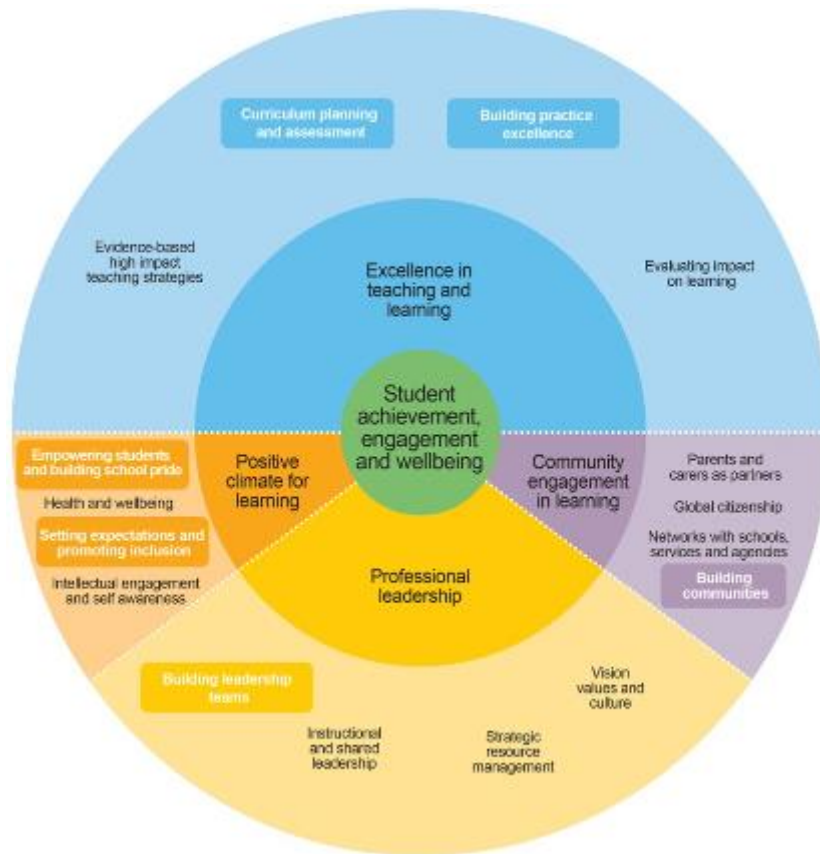 Curriculum planning
and assessment
Building practice
excellence
Evidence-based
high impact
teaching strategies
Excellence in
teaching and
learning
Evaluating impact
on learning
Student
achievement,
engagement
and wellbeing
Empowering students
and building school pride
Health and wellbeing
Setting expectations and
promoting inclusion
Intellectual engagement
and self awareness
Positive
climate for
learning
Community
engagement
in learning
Parents and
carers as partners
Global citizenship
Networks with schools,
services and agencies
Building
communities
Professional
leadership
Building leadership
teams
Instructional
and shared
leadership
Strategic
resource
management
Vision
values and
culture